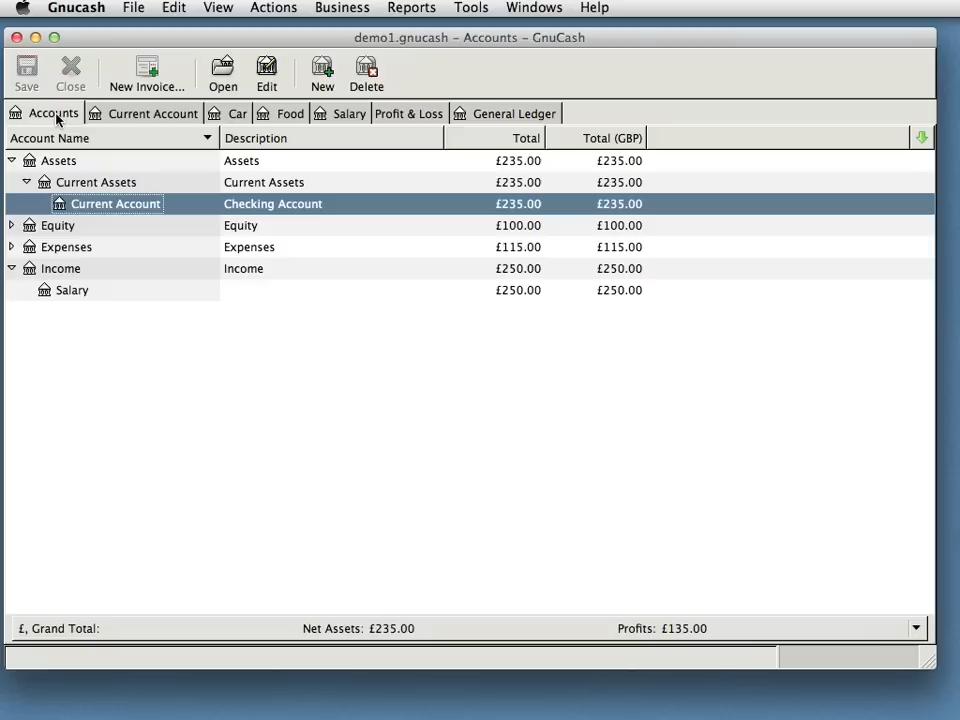 Gnucash File Edit View Actions Business Reports Tools Windows Help
demo1.gnucash – Accounts – GnuCash
Save Close New Invoice... Open Edit New Delete
Accounts Current Account Car Food Salary Profit & Loss General Ledger
Account Name Description Total Total (GBP)
Assets Assets £235.00 £235.00
Current Assets Current Assets £235.00 £235.00
Current Account Checking Account £235.00 £235.00
Equity Equity £100.00 £100.00
Expenses Expenses £115.00 £115.00
Income Income £250.00 £250.00
Salary £250.00 £250.00
£, Grand Total: Net Assets: £235.00 Profits: £135.00